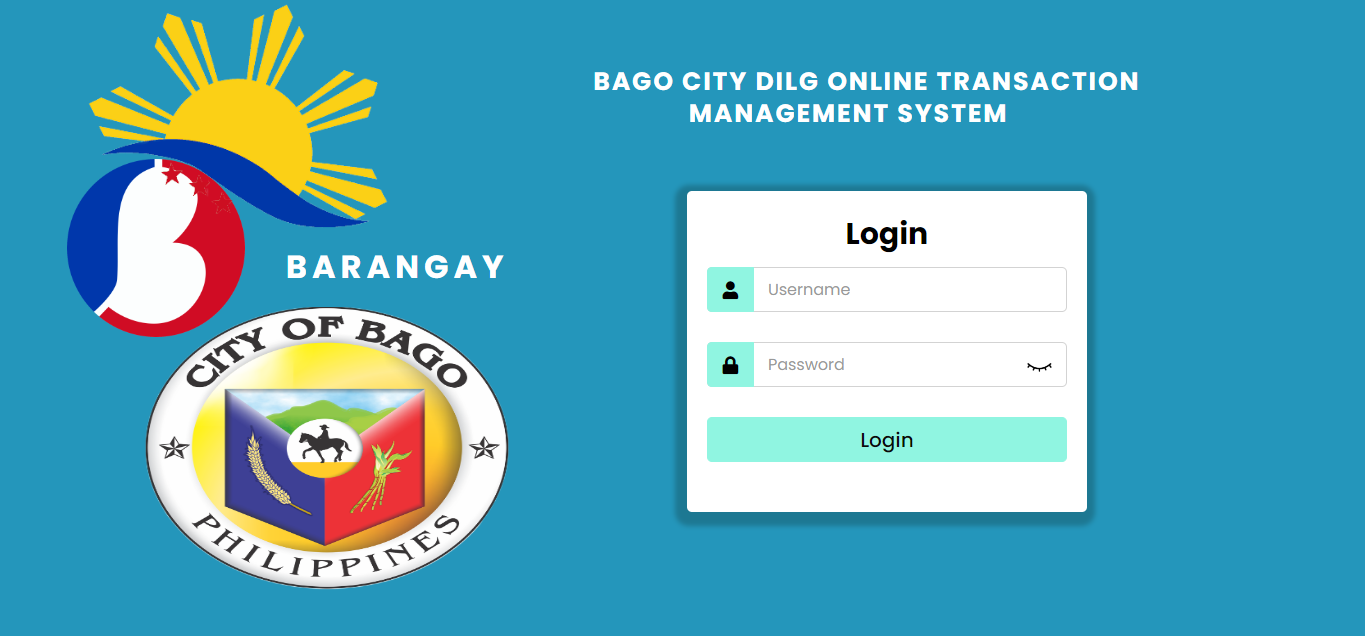 BAGO CITY DILG ONLINE TRANSACTION
MANAGEMENT SYSTEM
BARANGAY
CITY OF BAGO
PHILIPPINES
Login
Username
Password
Login